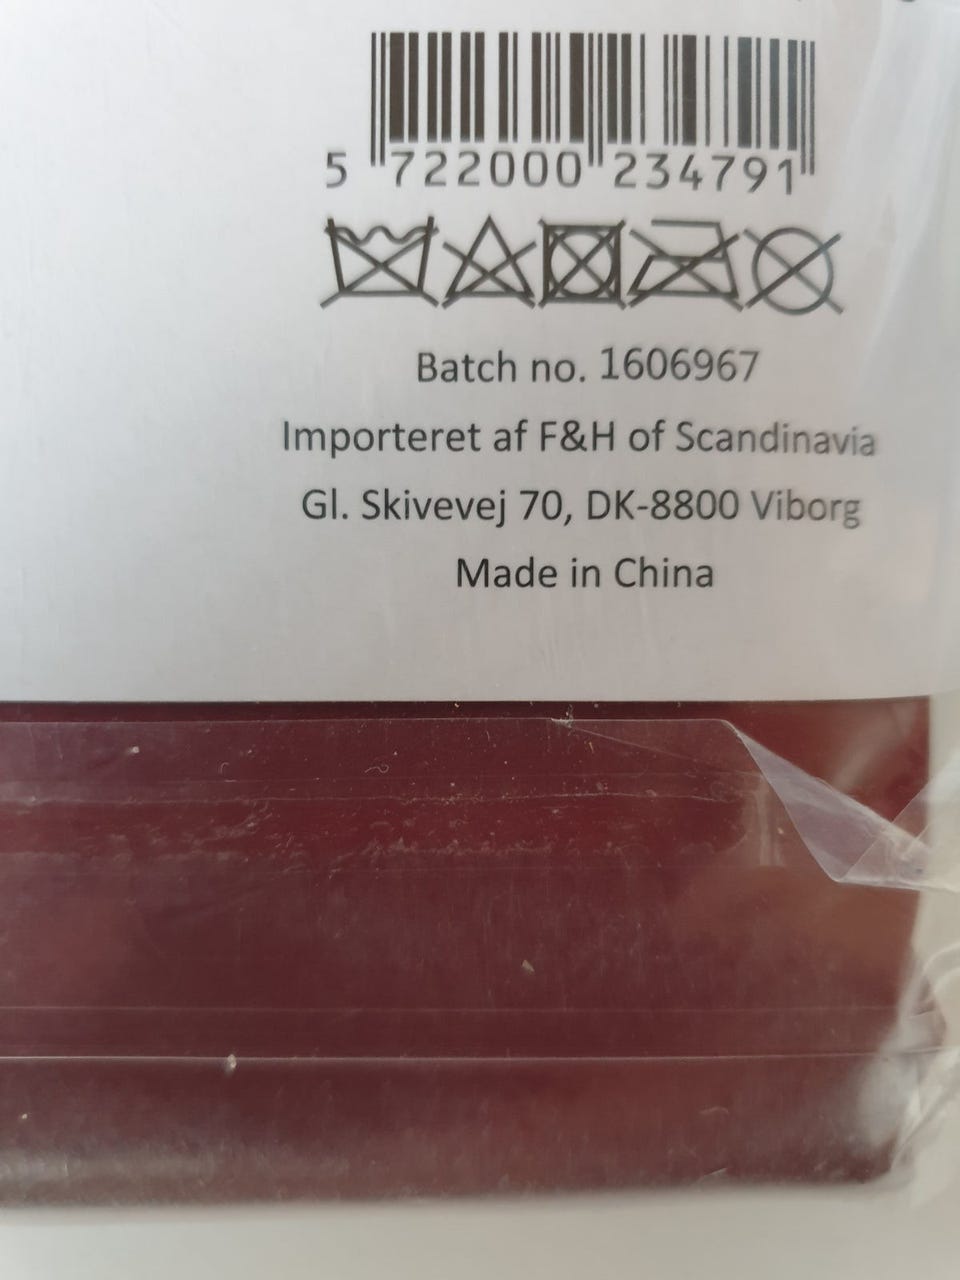 5 722000 234791
Batch no. 1606967
Importeret af F&H of Scandinavia
Gl. Skivevej 70, DK-8800 Viborg
Made in China